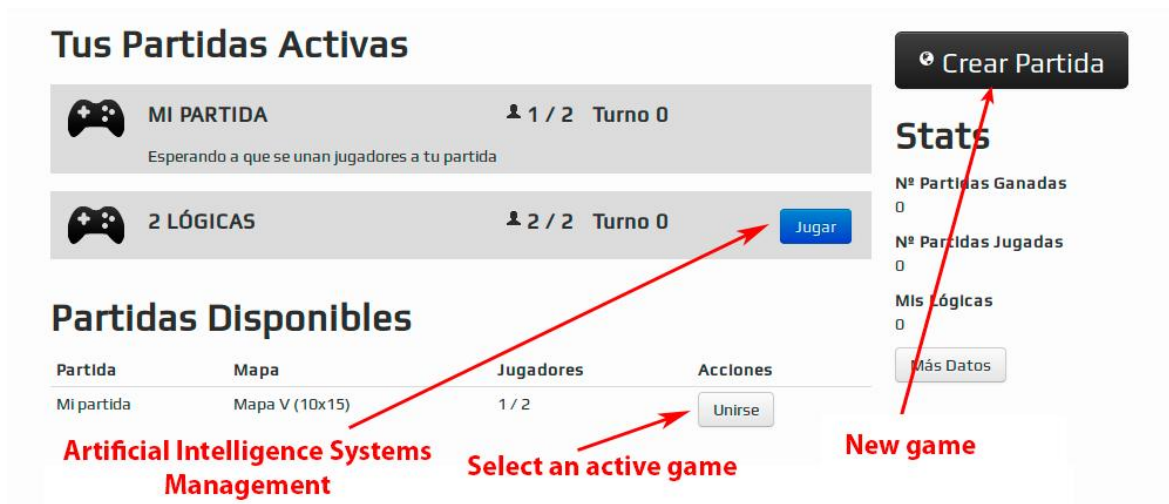 Tus Partidas Activas
MI PARTIDA
1 / 2 Turno 0
Esperando a que se unan jugadores a tu partida
2 LÓGICAS
2 / 2 Turno 0
Jugar
Partidas Disponibles
Partida Mapa Jugadores Acciones
Mi partida Mapa V (10x15) 1 / 2 Unirse
Crear Partida
Stats
Nº Partidas Ganadas
0
Nº Partidas Jugadas
0
Mis Lógicas
0
Más Datos
Artificial Intelligence Systems
Management
Select an active game
New game